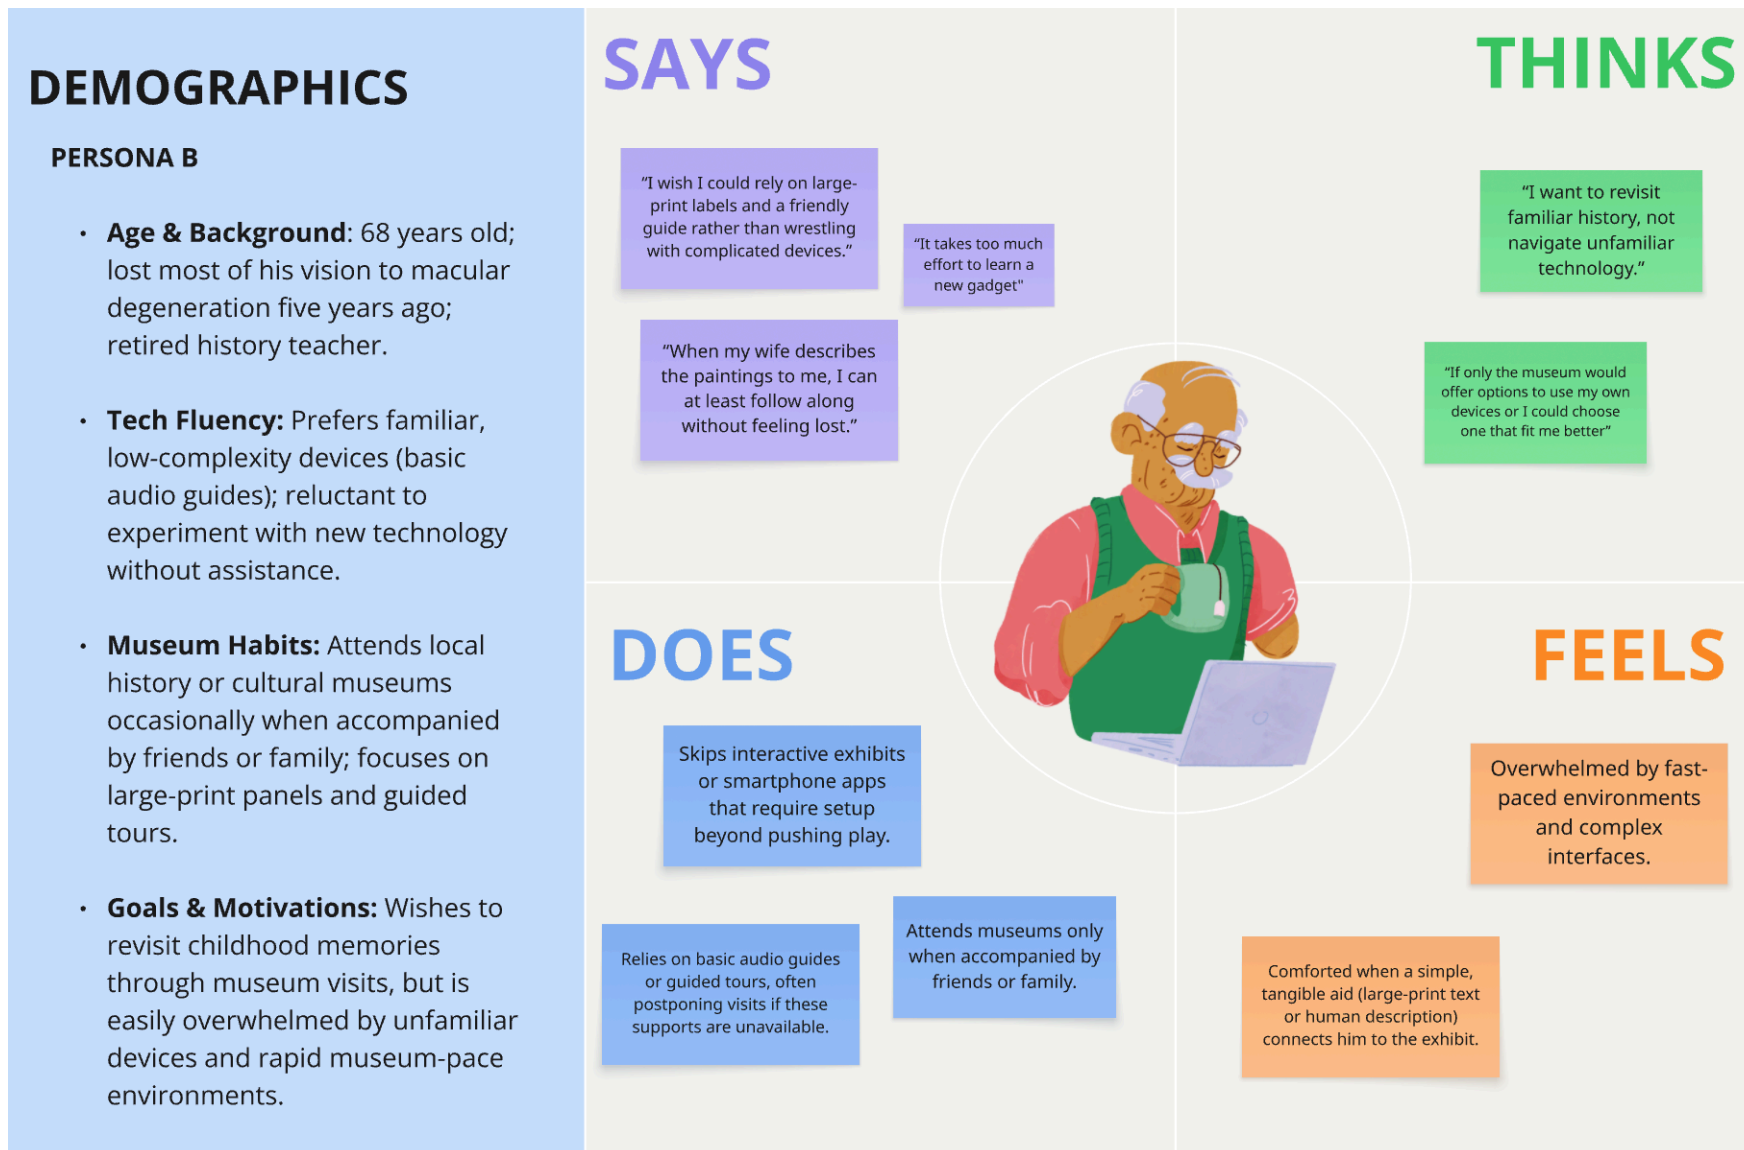 DEMOGRAPHICS
PERSONA B
• Age & Background: 68 years old;
lost most of his vision to macular
degeneration five years ago;
retired history teacher.
• Tech Fluency: Prefers familiar,
low-complexity devices (basic
audio guides); reluctant to
experiment with new technology
without assistance.
• Museum Habits: Attends local
history or cultural museums
occasionally when accompanied
by friends or family; focuses on
large-print panels and guided
tours.
• Goals & Motivations: Wishes to
revisit childhood memories
through museum visits, but is
easily overwhelmed by unfamiliar
devices and rapid museum-pace
environments.
SAYS
“I wish I could rely on large-
print labels and a friendly
guide rather than wrestling
with complicated devices.”
“It takes too much
effort to learn a
new gadget"
“When my wife describes
the paintings to me, I can
at least follow along
without feeling lost.”
THINKS
“I want to revisit
familiar history, not
navigate unfamiliar
technology.”
“If only the museum would
offer options to use my own
devices or I could choose
one that fit me better”
DOES
Skips interactive exhibits
or smartphone apps
that require setup
beyond pushing play.
Relies on basic audio guides
or guided tours, often
postponing visits if these
supports are unavailable.
Attends museums only
when accompanied by
friends or family.
FEELS
Overwhelmed by fast-
paced environments
and complex
interfaces.
Comforted when a simple,
tangible aid (large-print text
or human description)
connects him to the exhibit.